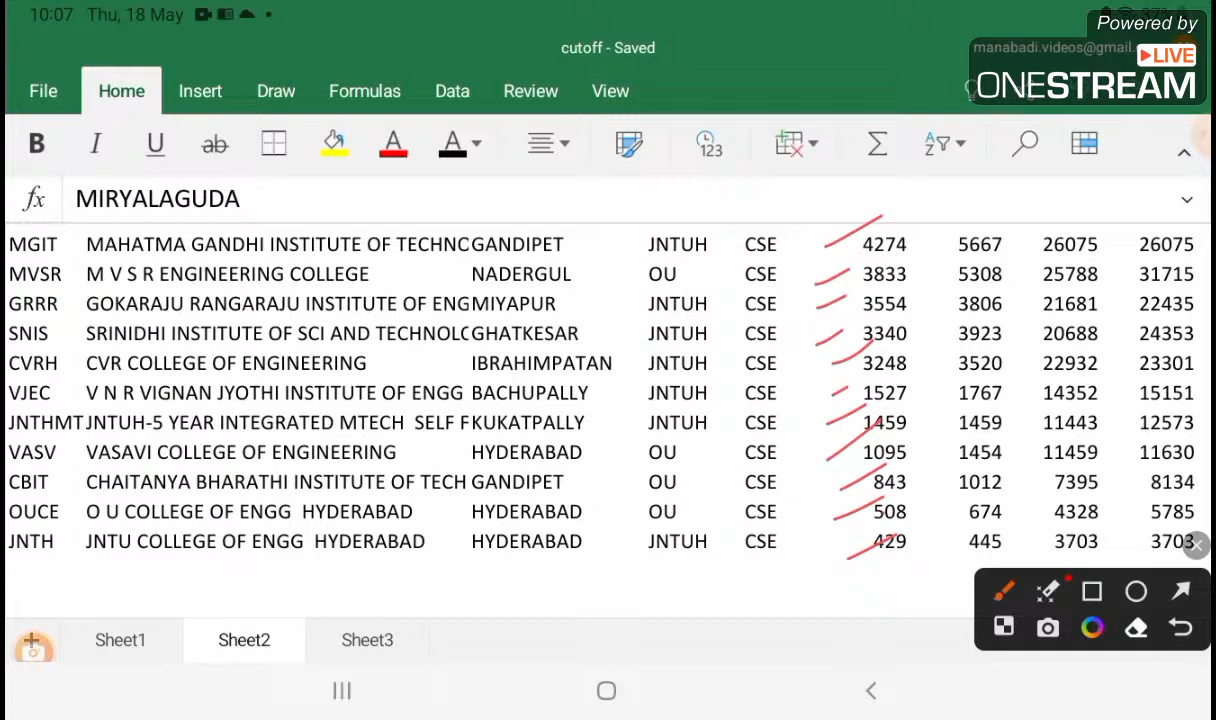 10:07 Thu, 18 May
Powered by
LIVE
ONESTREAM
cutoff - Saved
manabadi.videos@gmail.
File Home Insert Draw Formulas Data Review View
B I U ab A A 123 Σ A Z
fx MIRYALAGUDA
MGIT MAHATMA GANDHI INSTITUTE OF TECHNC GANDIPET JNTUH CSE 4274 5667 26075 26075
MVSR M V S R ENGINEERING COLLEGE NADERGUL OU CSE 3833 5308 25788 31715
GRRR GOKARAJU RANGARAJU INSTITUTE OF ENG MIYAPUR JNTUH CSE 3554 3806 21681 22435
SNIS SRINIDHI INSTITUTE OF SCI AND TECHNOLC GHATKESAR JNTUH CSE 3340 3923 20688 24353
CVRH CVR COLLEGE OF ENGINEERING IBRAHIMPATAN JNTUH CSE 3248 3520 22932 23301
VJEC V N R VIGNAN JYOTHI INSTITUTE OF ENGG BACHUPALLY JNTUH CSE 1527 1767 14352 15151
JNTHMT JNTUH-5 YEAR INTEGRATED MTECH SELF F KUKATPALLY JNTUH CSE 1459 1459 11443 12573
VASV VASAVI COLLEGE OF ENGINEERING HYDERABAD OU CSE 1095 1454 11459 11630
CBIT CHAITANYA BHARATHI INSTITUTE OF TECH GANDIPET OU CSE 843 1012 7395 8134
OUCE O U COLLEGE OF ENGG HYDERABAD HYDERABAD OU CSE 508 674 4328 5785
JNTH JNTU COLLEGE OF ENGG HYDERABAD HYDERABAD JNTUH CSE 429 445 3703 3703
Sheet1 Sheet2 Sheet3